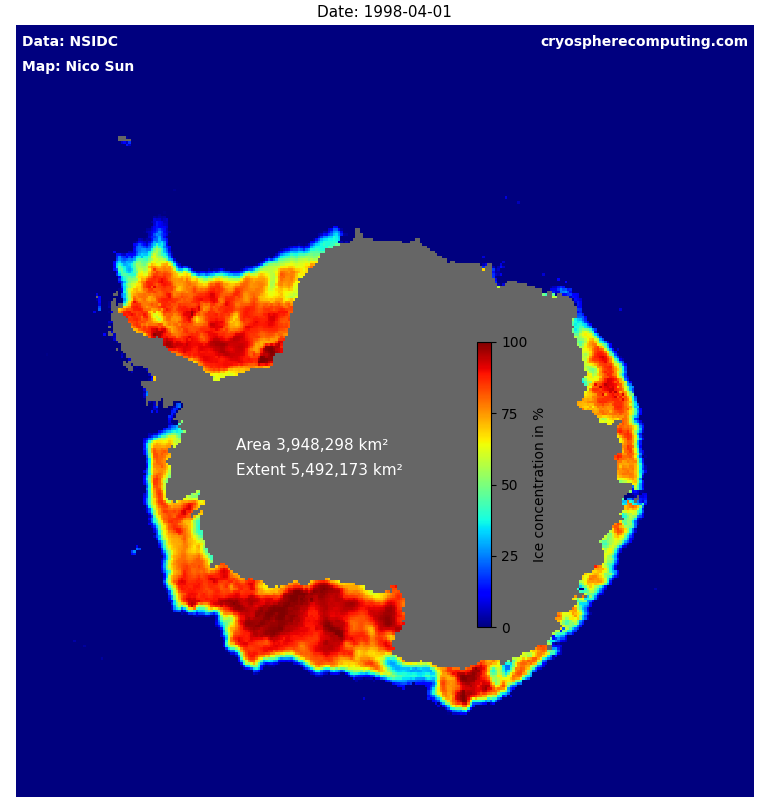 Date: 1998-04-01
Data: NSIDC
cryospherecomputing.com
Map: Nico Sun
100
75
50
25
0
Ice concentration in %
Area 3,948,298 km²
Extent 5,492,173 km²